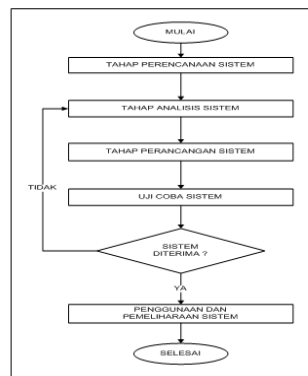 MULAI
TAHAP PERENCANAAN SISTEM
TAHAP ANALISIS SISTEM
TAHAP PERANCANGAN SISTEM
TIDAK
UJI COBA SISTEM
SISTEM
DITERIMA ?
YA
PENGGUNAAN DAN
PEMELIHARAAN SISTEM
SELESAI